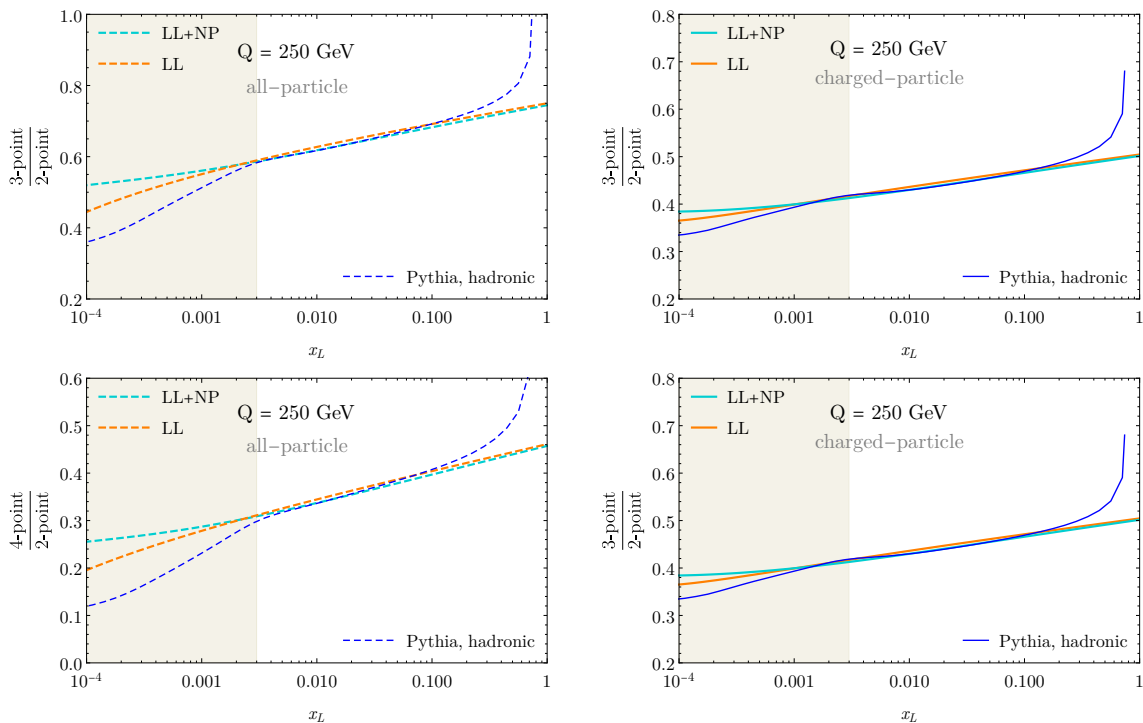 1.0
0.8
0.6
0.4
0.2
3-point
2-point
LL+NP
LL
Q = 250 GeV
all-particle
Pythia, hadronic
10⁻⁴
0.001
0.010
0.100
1
x_L
0.8
0.7
0.6
0.5
0.4
0.3
0.2
3-point
2-point
LL+NP
LL
Q = 250 GeV
charged-particle
Pythia, hadronic
10⁻⁴
0.001
0.010
0.100
1
x_L
0.6
0.5
0.4
0.3
0.2
0.1
0.0
4-point
2-point
LL+NP
LL
Q = 250 GeV
all-particle
Pythia, hadronic
10⁻⁴
0.001
0.010
0.100
1
x_L
0.8
0.7
0.6
0.5
0.4
0.3
0.2
3-point
2-point
LL+NP
LL
Q = 250 GeV
charged-particle
Pythia, hadronic
10⁻⁴
0.001
0.010
0.100
1
x_L